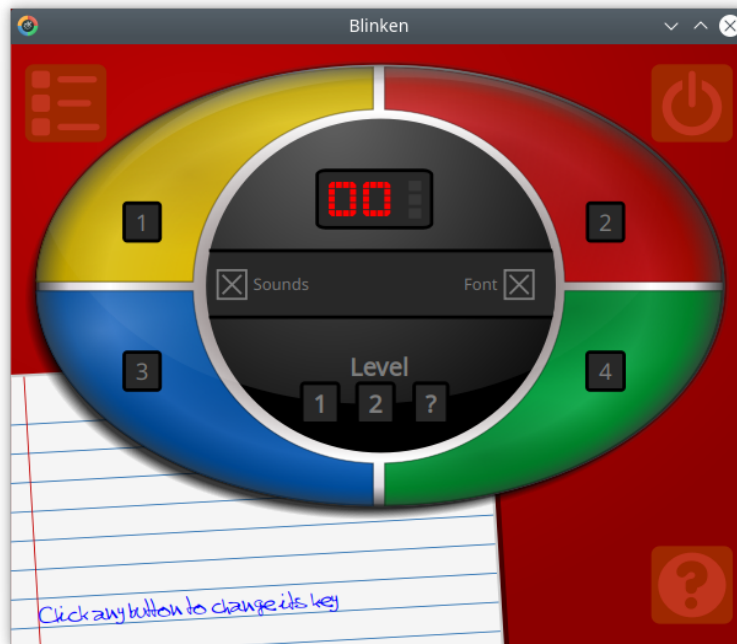 Blinken
1
2
00
Sounds
Font
3
4
Level
1 2 ?
?
Click any button to change its key